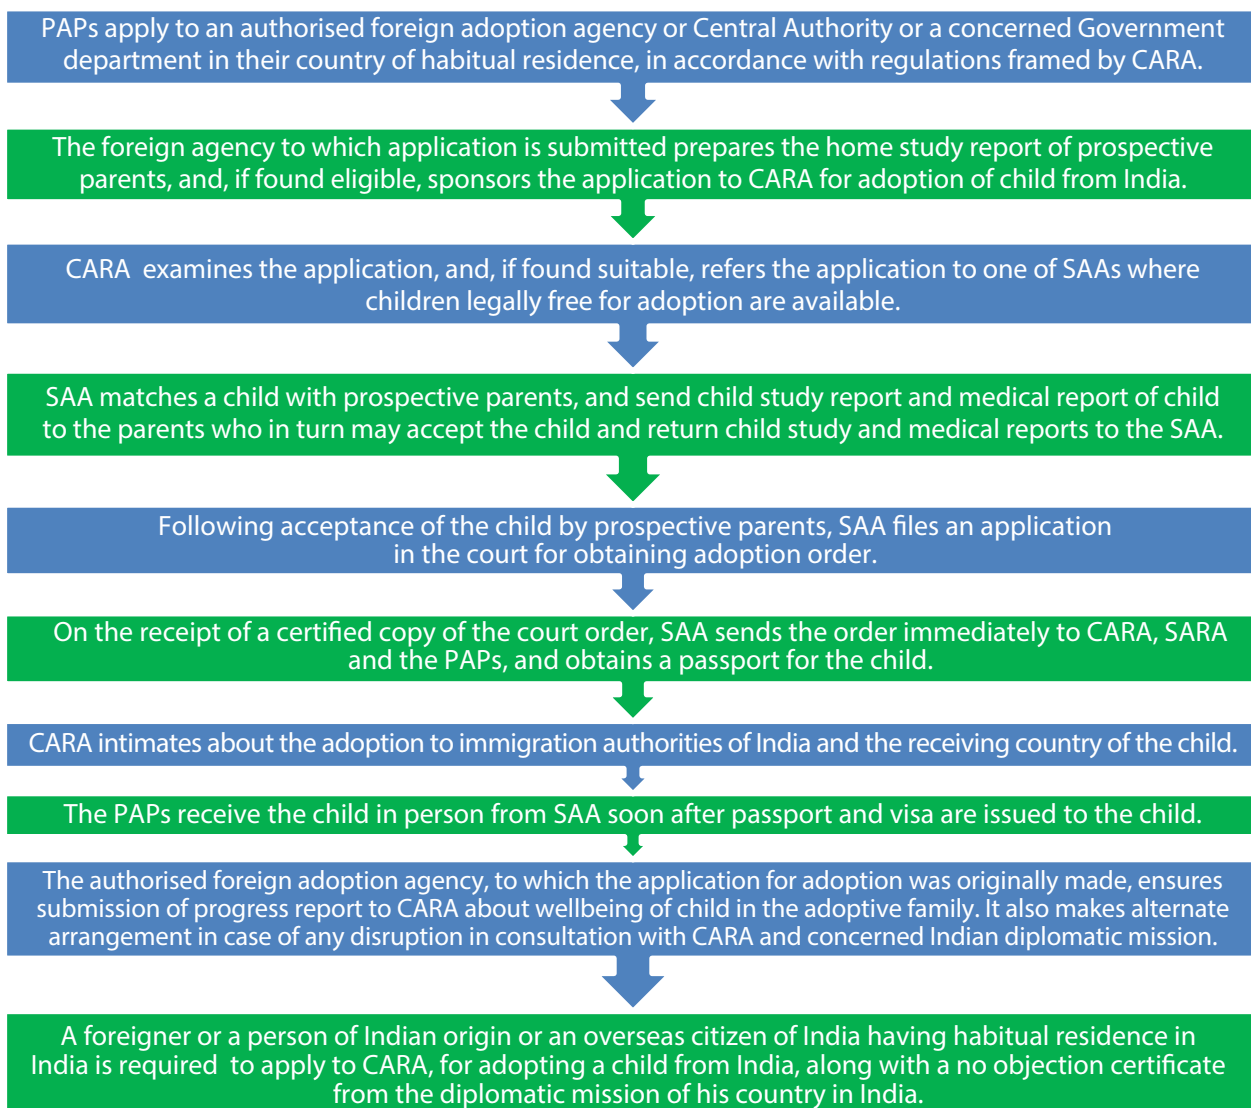 PAPs apply to an authorised foreign adoption agency or Central Authority or a concerned Government
department in their country of habitual residence, in accordance with regulations framed by CARA.
The foreign agency to which application is submitted prepares the home study report of prospective
parents, and, if found eligible, sponsors the application to CARA for adoption of child from India.
CARA examines the application, and, if found suitable, refers the application to one of SAAs where
children legally free for adoption are available.
SAA matches a child with prospective parents, and send child study report and medical report of child
to the parents who in turn may accept the child and return child study and medical reports to the SAA.
Following acceptance of the child by prospective parents, SAA files an application
in the court for obtaining adoption order.
On the receipt of a certified copy of the court order, SAA sends the order immediately to CARA, SARA
and the PAPs, and obtains a passport for the child.
CARA intimates about the adoption to immigration authorities of India and the receiving country of the child.
The PAPs receive the child in person from SAA soon after passport and visa are issued to the child.
The authorised foreign adoption agency, to which the application for adoption was originally made, ensures
submission of progress report to CARA about wellbeing of child in the adoptive family. It also makes alternate
arrangement in case of any disruption in consultation with CARA and concerned Indian diplomatic mission.
A foreigner or a person of Indian origin or an overseas citizen of India having habitual residence in
India is required to apply to CARA, for adopting a child from India, along with a no objection certificate
from the diplomatic mission of his country in India.